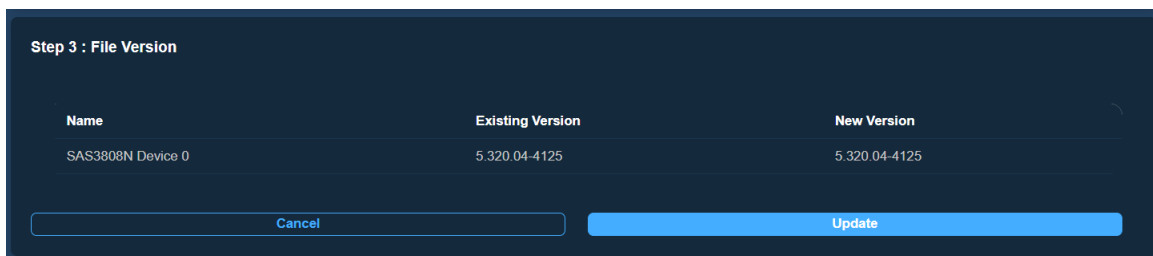 Step 3 : File Version
Name Existing Version New Version
SAS3808N Device 0 5.320.04-4125 5.320.04-4125
Cancel Update